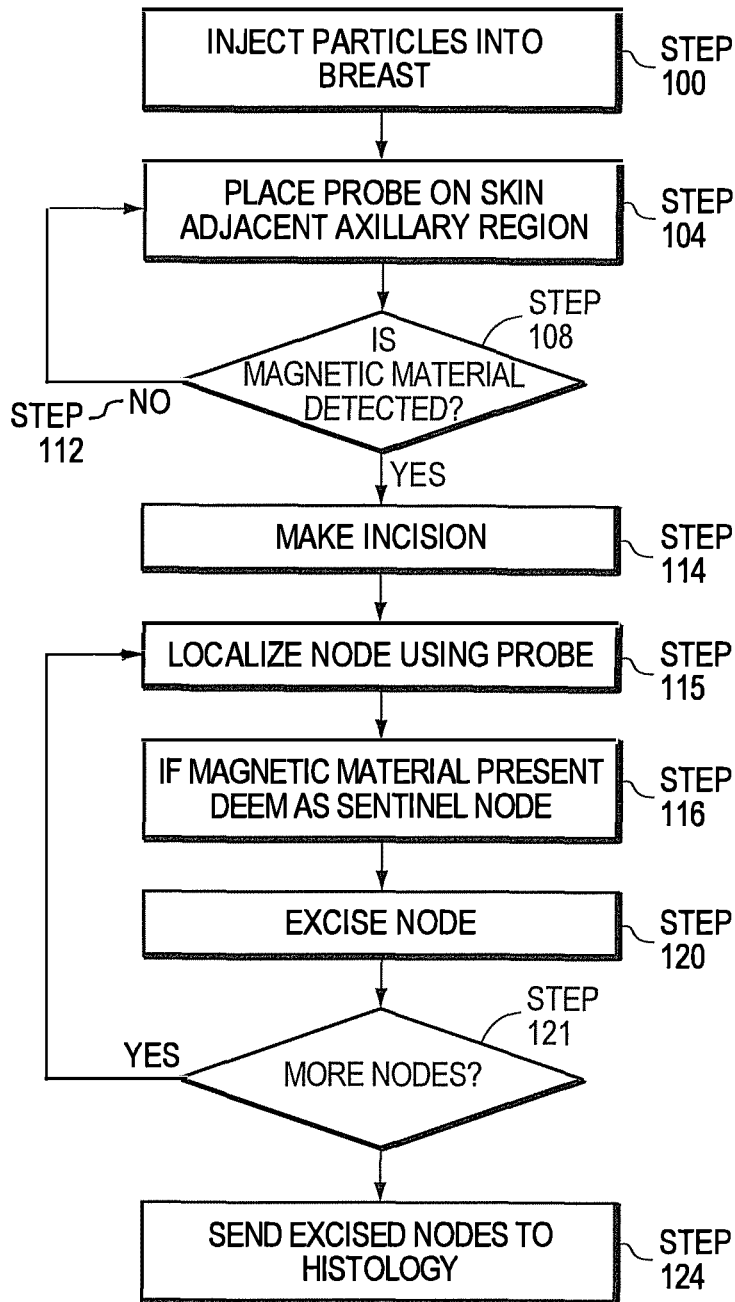 INJECT PARTICLES INTO
BREAST
STEP
100
PLACE PROBE ON SKIN
ADJACENT AXILLARY REGION
STEP
104
STEP
108
IS
MAGNETIC MATERIAL
DETECTED?
NO
STEP
112
YES
MAKE INCISION
STEP
114
LOCALIZE NODE USING PROBE
STEP
115
IF MAGNETIC MATERIAL PRESENT
DEEM AS SENTINEL NODE
STEP
116
EXCISE NODE
STEP
120
STEP
121
YES
MORE NODES?
SEND EXCISED NODES TO
HISTOLOGY
STEP
124